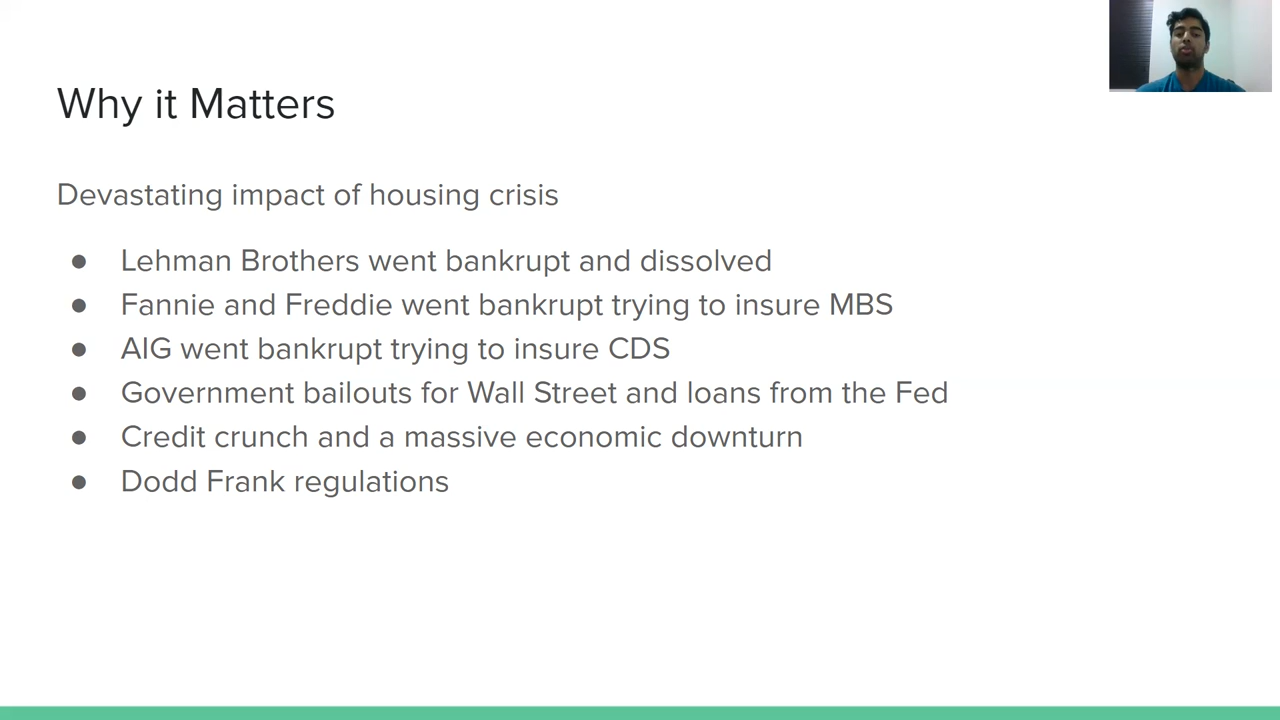 Why it Matters
Devastating impact of housing crisis
● Lehman Brothers went bankrupt and dissolved
● Fannie and Freddie went bankrupt trying to insure MBS
● AIG went bankrupt trying to insure CDS
● Government bailouts for Wall Street and loans from the Fed
● Credit crunch and a massive economic downturn
● Dodd Frank regulations